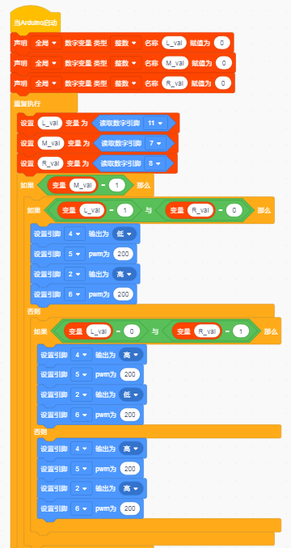 当Arduino启动
声明 全局 数字变量 类型 整数 名称 L_val 赋值为 0
声明 全局 数字变量 类型 整数 名称 M_val 赋值为 0
声明 全局 数字变量 类型 整数 名称 R_val 赋值为 0
重复执行
设置 L_val 变量 为 读取数字引脚 11
设置 M_val 变量 为 读取数字引脚 7
设置 R_val 变量 为 读取数字引脚 8
如果 变量 M_val = 1 那么
如果 变量 L_val = 1 与 变量 R_val = 0 那么
设置引脚 4 输出为 低
设置引脚 5 pwm为 200
设置引脚 2 输出为 高
设置引脚 6 pwm为 200
否则
如果 变量 L_val = 0 与 变量 R_val = 1 那么
设置引脚 4 输出为 高
设置引脚 5 pwm为 200
设置引脚 2 输出为 低
设置引脚 6 pwm为 200
否则
设置引脚 4 输出为 高
设置引脚 5 pwm为 200
设置引脚 2 输出为 高
设置引脚 6 pwm为 200